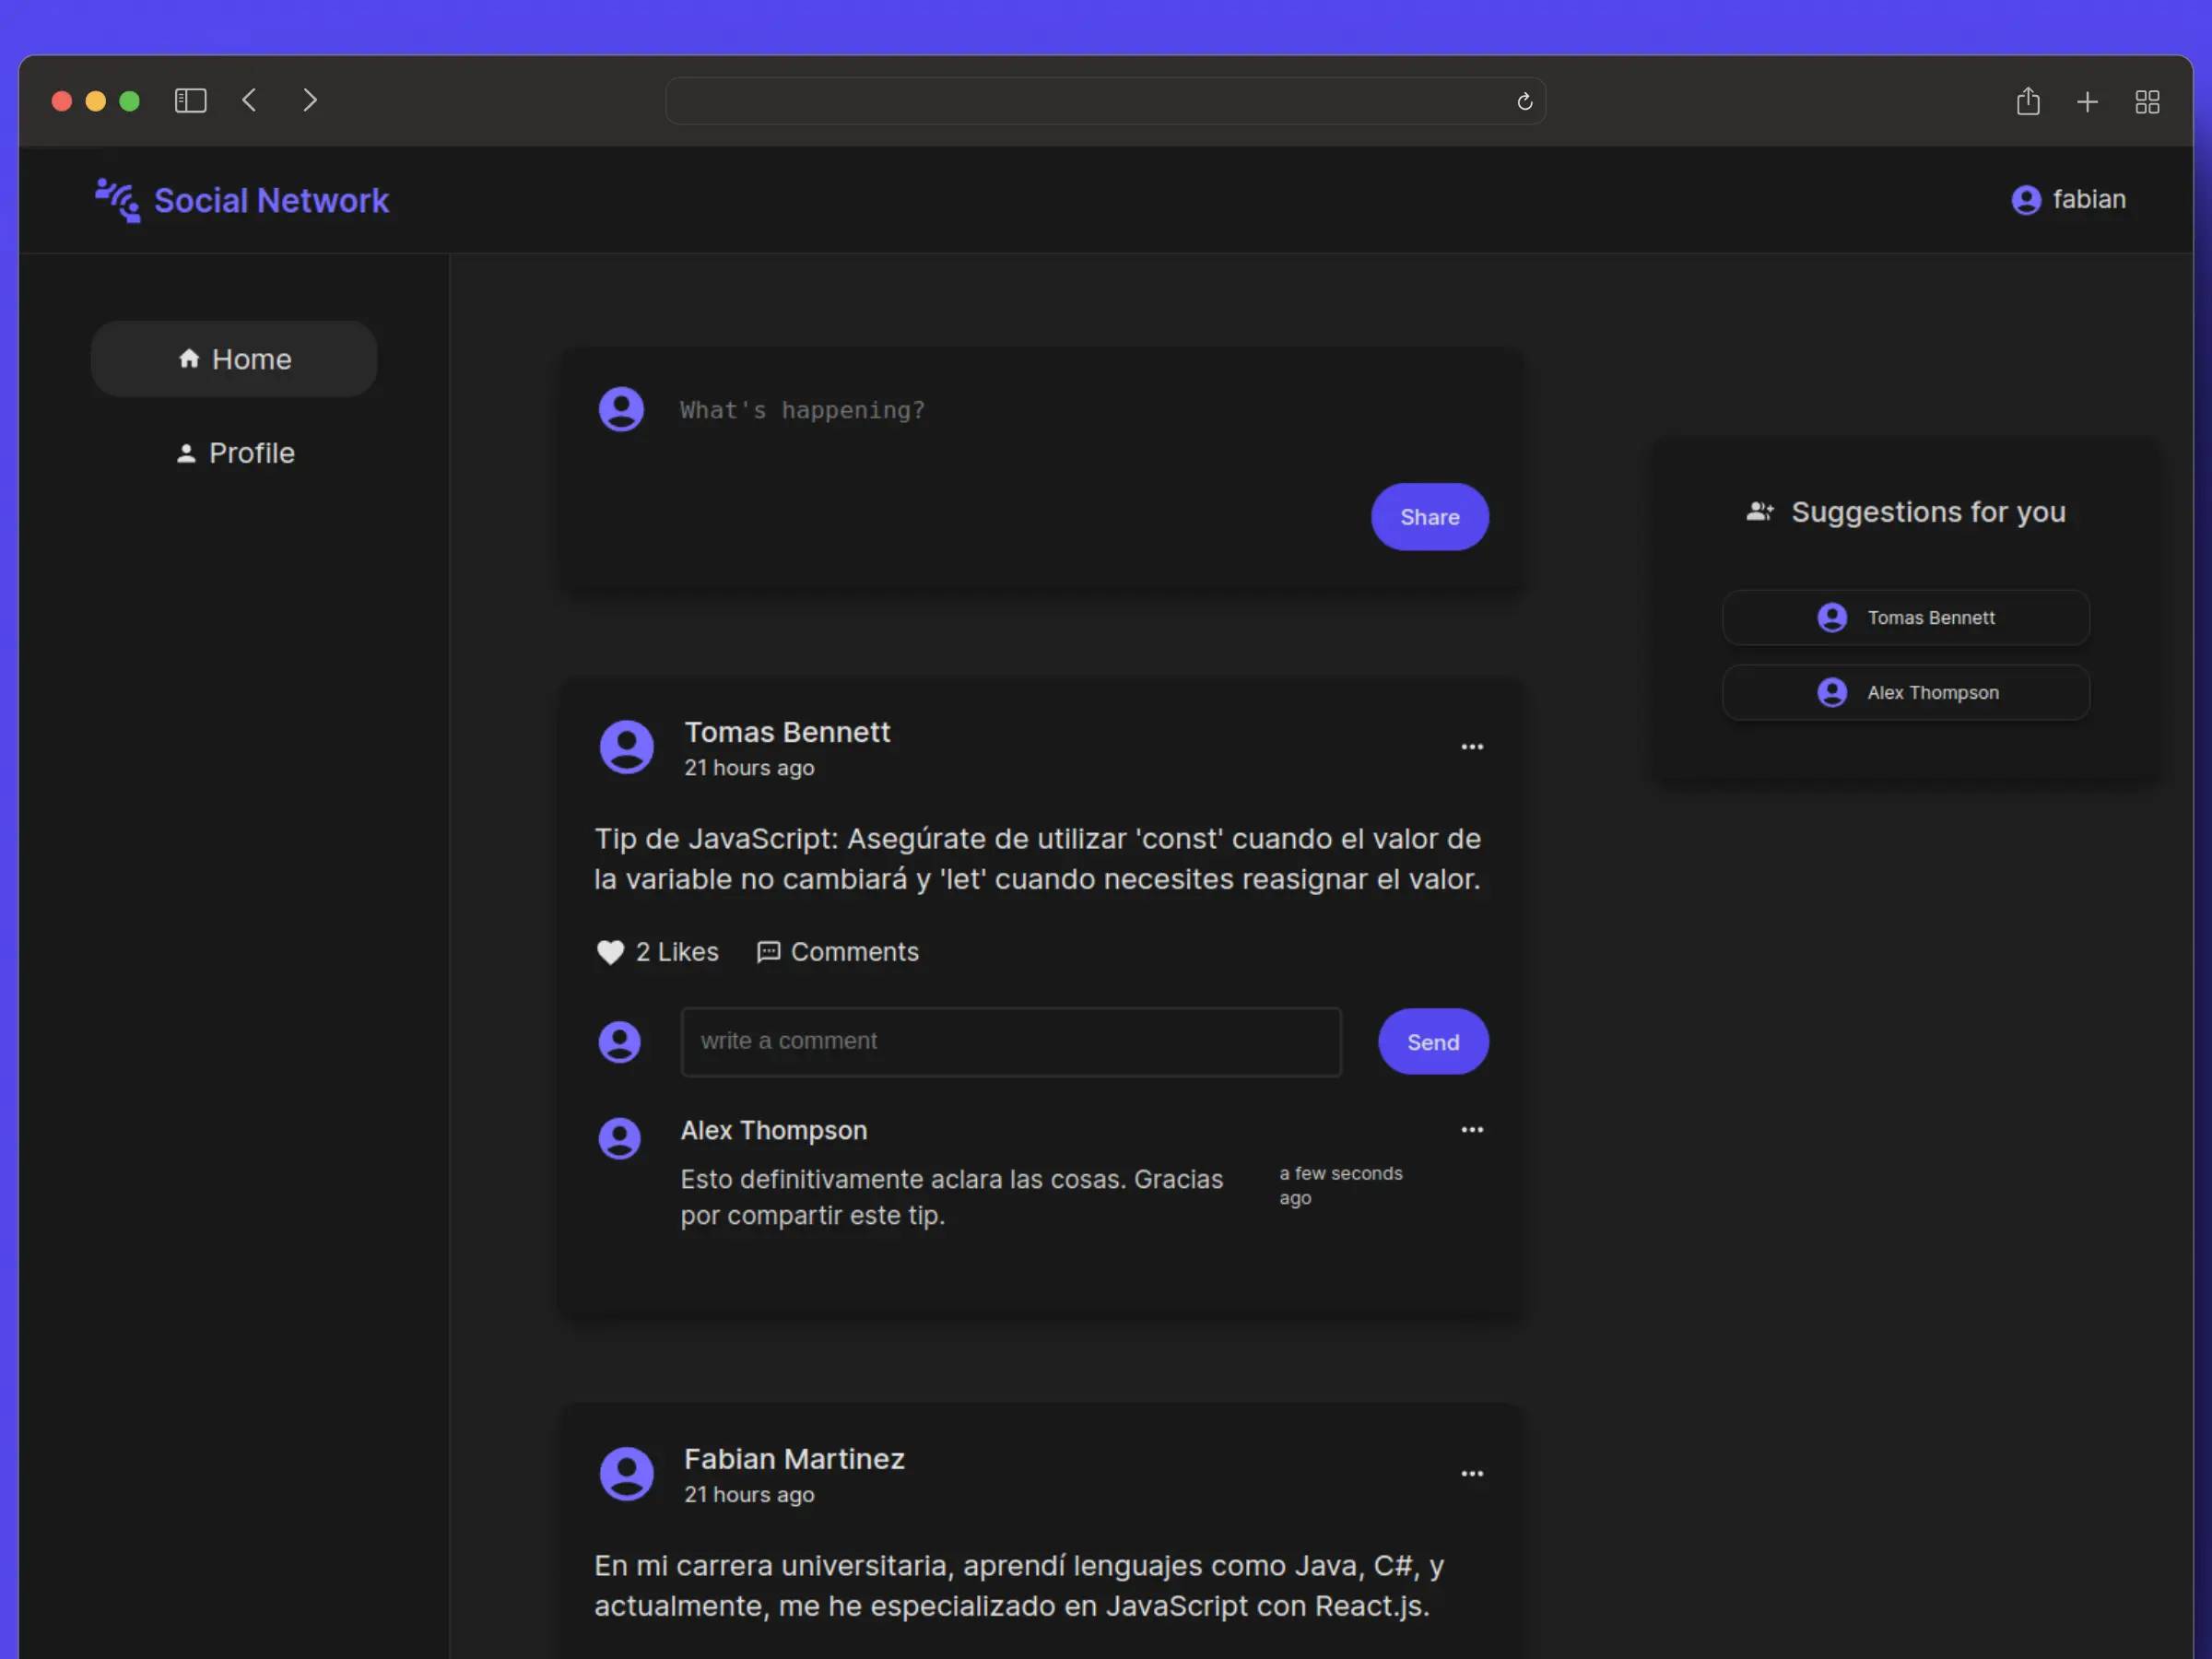 Social Network
fabian
Home
Profile
What's happening?
Share
Suggestions for you
Tomas Bennett
Alex Thompson
Tomas Bennett
21 hours ago
Tip de JavaScript: Asegúrate de utilizar 'const' cuando el valor de
la variable no cambiará y 'let' cuando necesites reasignar el valor.
2 Likes
Comments
write a comment
Send
Alex Thompson
Esto definitivamente aclara las cosas. Gracias
por compartir este tip.
a few seconds
ago
Fabian Martinez
21 hours ago
En mi carrera universitaria, aprendí lenguajes como Java, C#, y
actualmente, me he especializado en JavaScript con React.js.